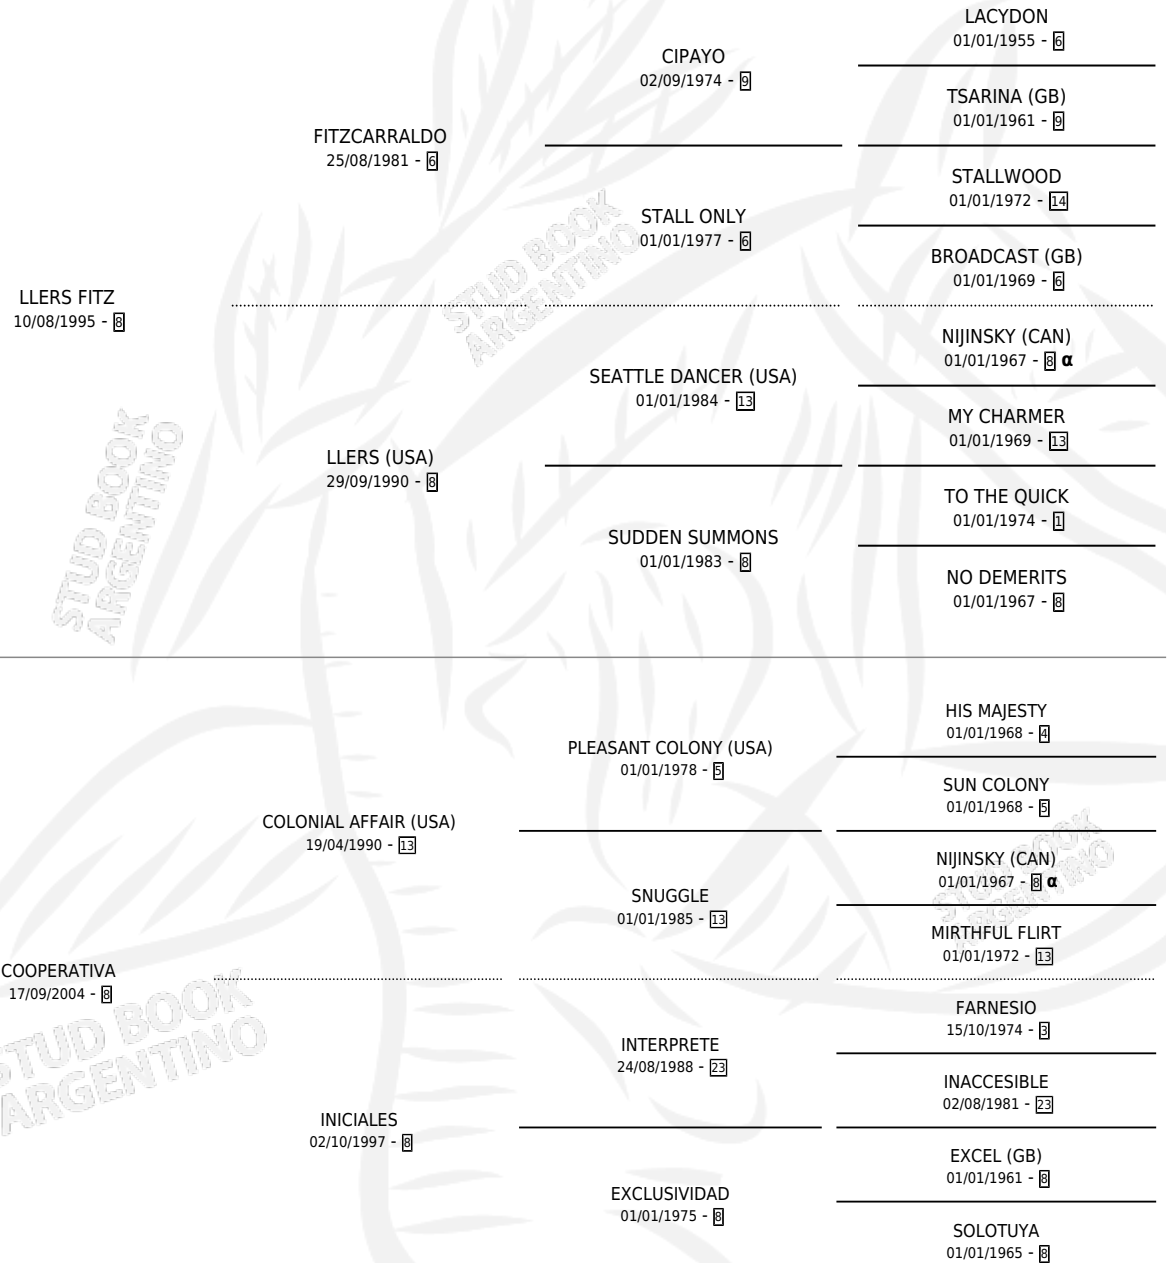 LACYDON
01/01/1955 - 6
CIPAYO
02/09/1974 - 9
TSARINA (GB)
01/01/1961 - 9
FITZCARRALDO
25/08/1981 - 6
STALLWOOD
01/01/1972 - 14
STALL ONLY
01/01/1977 - 6
BROADCAST (GB)
01/01/1969 - 6
LLERS FITZ
10/08/1995 - 8
STUD BOOK
ARGENTINO
NIJINSKY (CAN)
01/01/1967 - 8 α
SEATTLE DANCER (USA)
01/01/1984 - 13
MY CHARMER
01/01/1969 - 13
LLERS (USA)
29/09/1990 - 8
TO THE QUICK
01/01/1974 - 1
SUDDEN SUMMONS
01/01/1983 - 8
NO DEMERITS
01/01/1967 - 8
STUD BOOK
ARGENTINO
HIS MAJESTY
01/01/1968 - 4
PLEASANT COLONY (USA)
01/01/1978 - 5
SUN COLONY
01/01/1968 - 5
COLONIAL AFFAIR (USA)
19/04/1990 - 13
NIJINSKY (CAN)
01/01/1967 - 8 α
STUD BOOK
ARGENTINO
SNUGGLE
01/01/1985 - 13
MIRTHFUL FLIRT
01/01/1972 - 13
COOPERATIVA
17/09/2004 - 8
STUD BOOK
ARGENTINO
FARNESIO
15/10/1974 - 3
INTERPRETE
24/08/1988 - 23
INACCESIBLE
02/08/1981 - 23
INICIALES
02/10/1997 - 8
EXCEL (GB)
01/01/1961 - 8
EXCLUSIVIDAD
01/01/1975 - 8
SOLOTUYA
01/01/1965 - 8